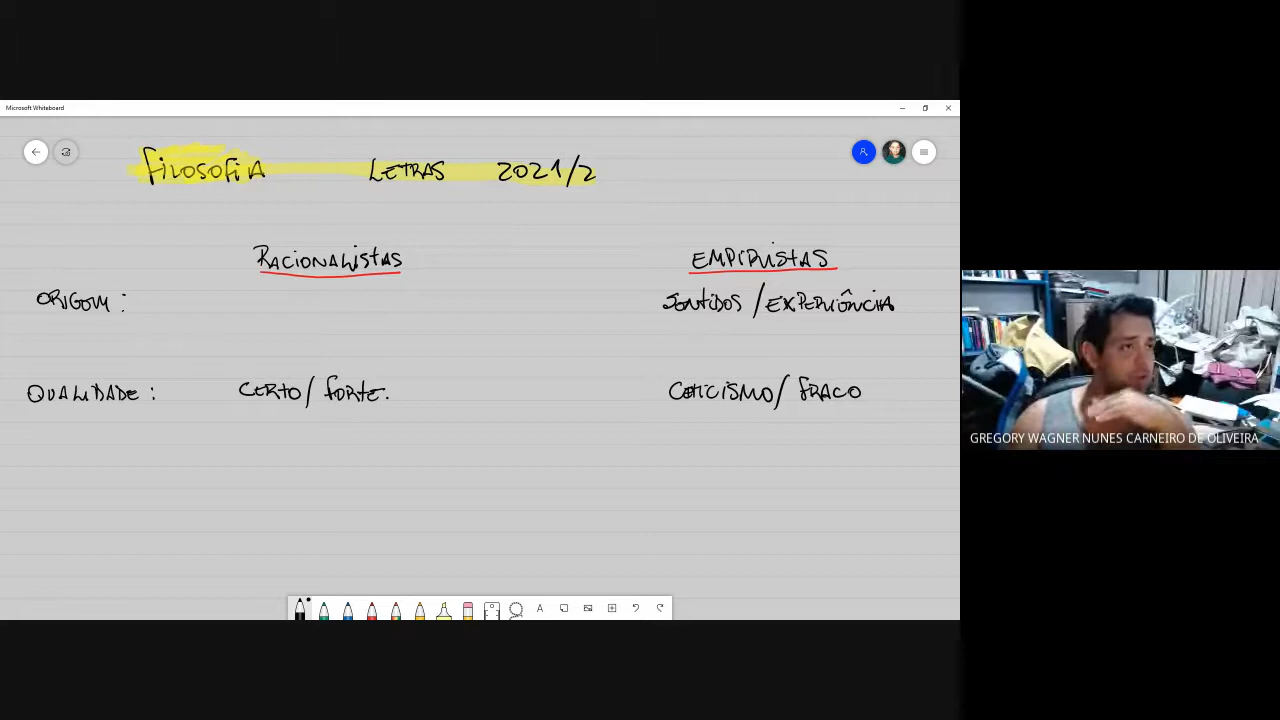 Microsoft Whiteboard
FILOSOFIA LETRAS 2021/2
RACIONALISTAS EMPIRISTAS
ORIGEM: SENTIDOS/EXPERIÊNCIA
QUALIDADE: CERTO/FORTE. CETICISMO/FRACO
GREGORY WAGNER NUNES CARNEIRO DE OLIVEIRA
A